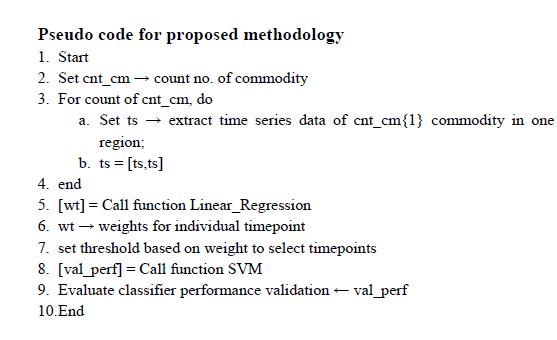 Pseudo code for proposed methodology
1. Start
2. Set cnt_cm → count no. of commodity
3. For count of cnt_cm, do
a. Set ts → extract time series data of cnt_cm{1} commodity in one
region;
b. ts = [ts,ts]
4. end
5. [wt] = Call function Linear_Regression
6. wt → weights for individual timepoint
7. set threshold based on weight to select timepoints
8. [val_perf] = Call function SVM
9. Evaluate classifier performance validation ← val_perf
10.End